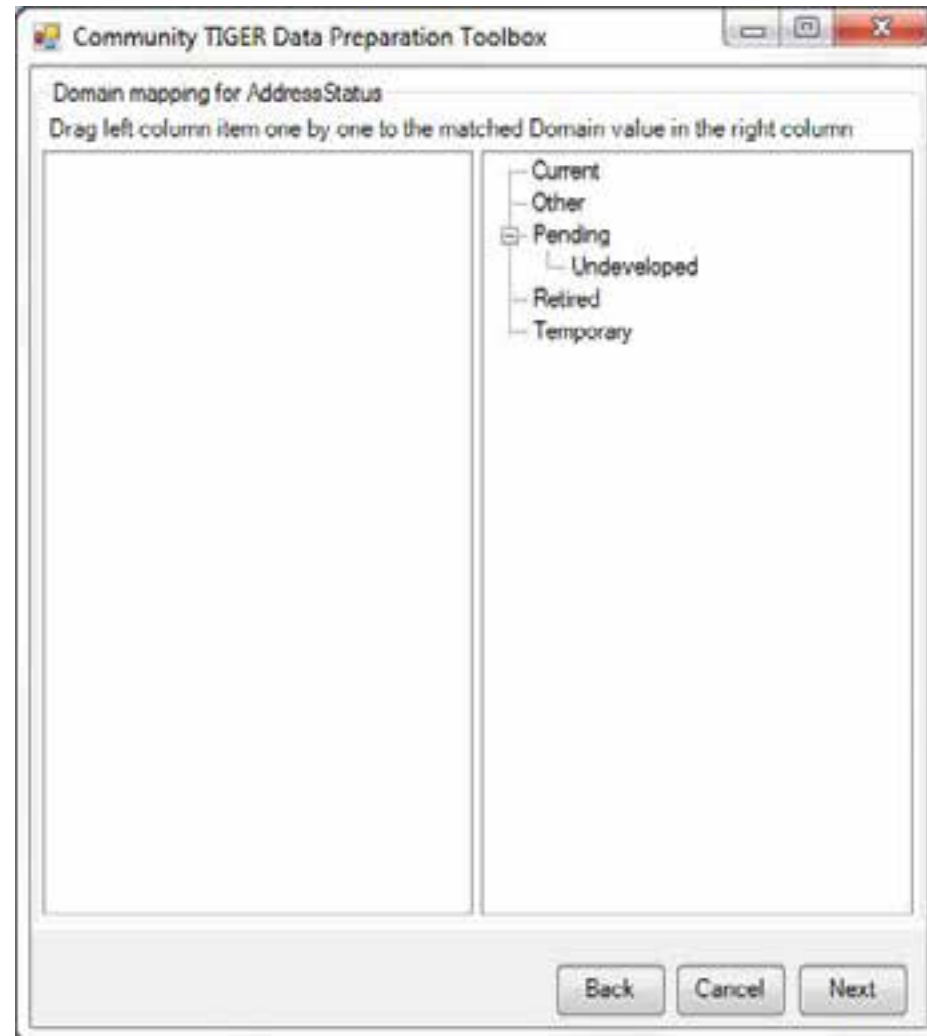 Community TIGER Data Preparation Toolbox
Domain mapping for AddressStatus
Drag left column item one by one to the matched Domain value in the right column
Current
Other
Pending
Undeveloped
Retired
Temporary
Back Cancel Next